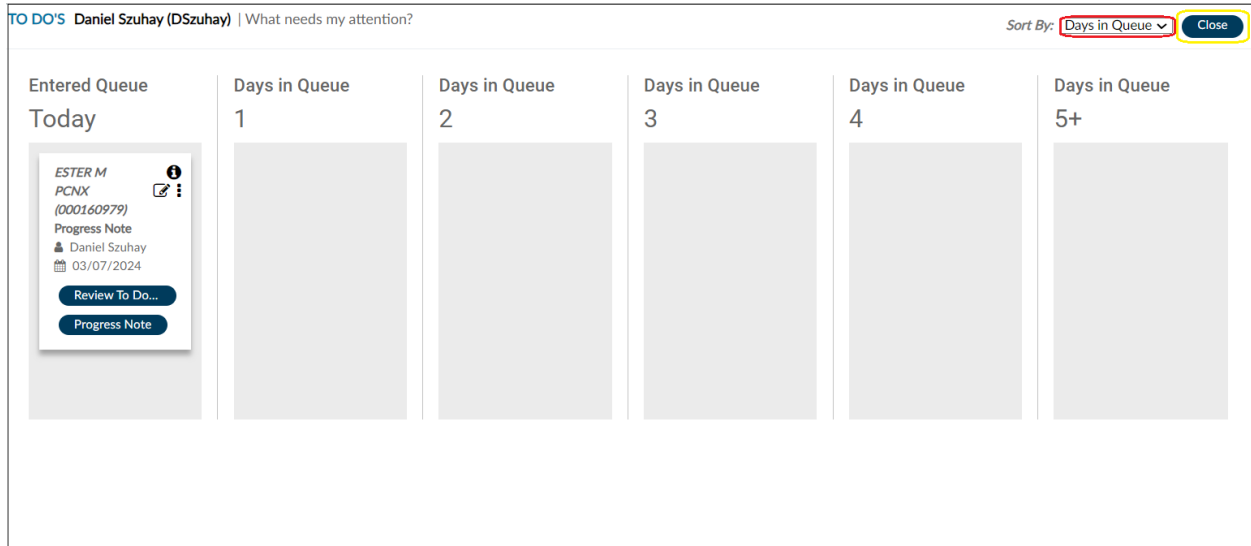 TO DO'S Daniel Szuhay (DSzuhay) | What needs my attention?
Sort By: Days in Queue Close
Entered Queue
Today
Days in Queue
1
Days in Queue
2
Days in Queue
3
Days in Queue
4
Days in Queue
5+
ESTER M
PCNX
(000160979)
Progress Note
Daniel Szuhay
03/07/2024
Review To Do...
Progress Note